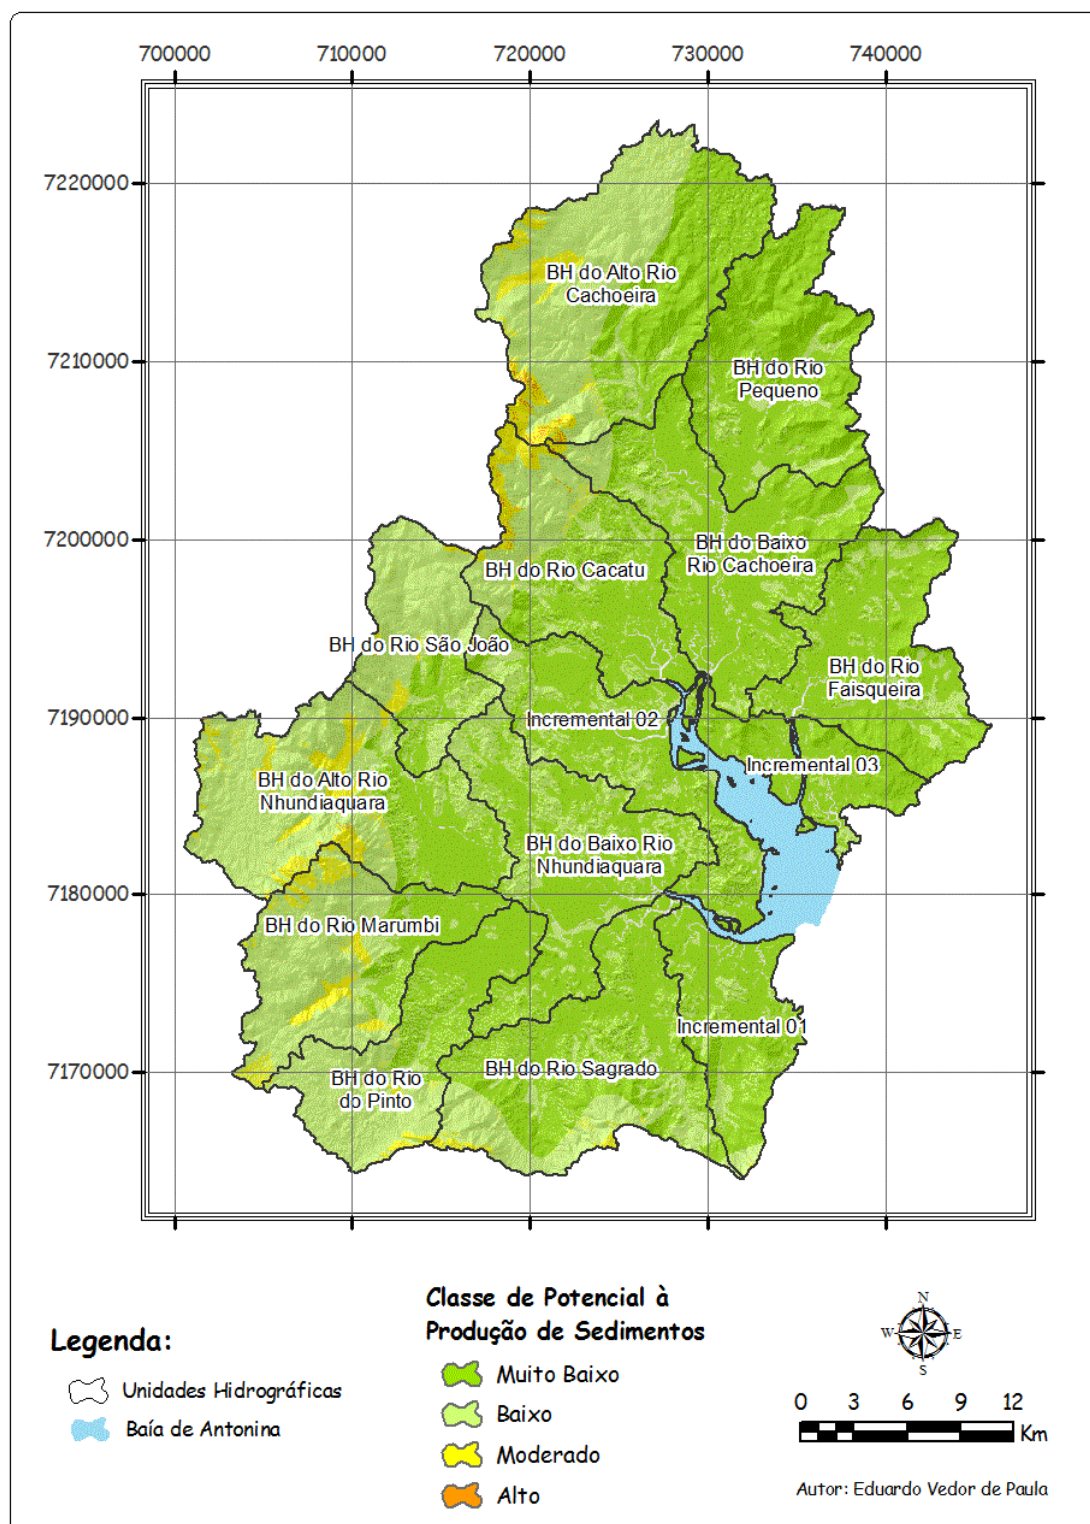 700000
710000
720000
730000
740000
7220000
7210000
7200000
7190000
7180000
7170000
BH do Alto Rio
Cachoeira
BH do Rio
Pequeno
BH do Baixo
Rio Cachoeira
BH do Rio Cacatu
BH do Rio São João
BH do Rio
Faisqueira
Incremental 02
Incremental 03
BH do Alto Rio
Nhundiaquara
BH do Baixo Rio
Nhundiaquara
BH do Rio Marumbi
Incremental 01
BH do Rio Sagrado
BH do Rio
do Pinto
Legenda:
Unidades Hidrográficas
Baía de Antonina
Classe de Potencial à
Produção de Sedimentos
Muito Baixo
Baixo
Moderado
Alto
N
W
E
S
0 3 6 9 12
Km
Autor: Eduardo Vedor de Paula